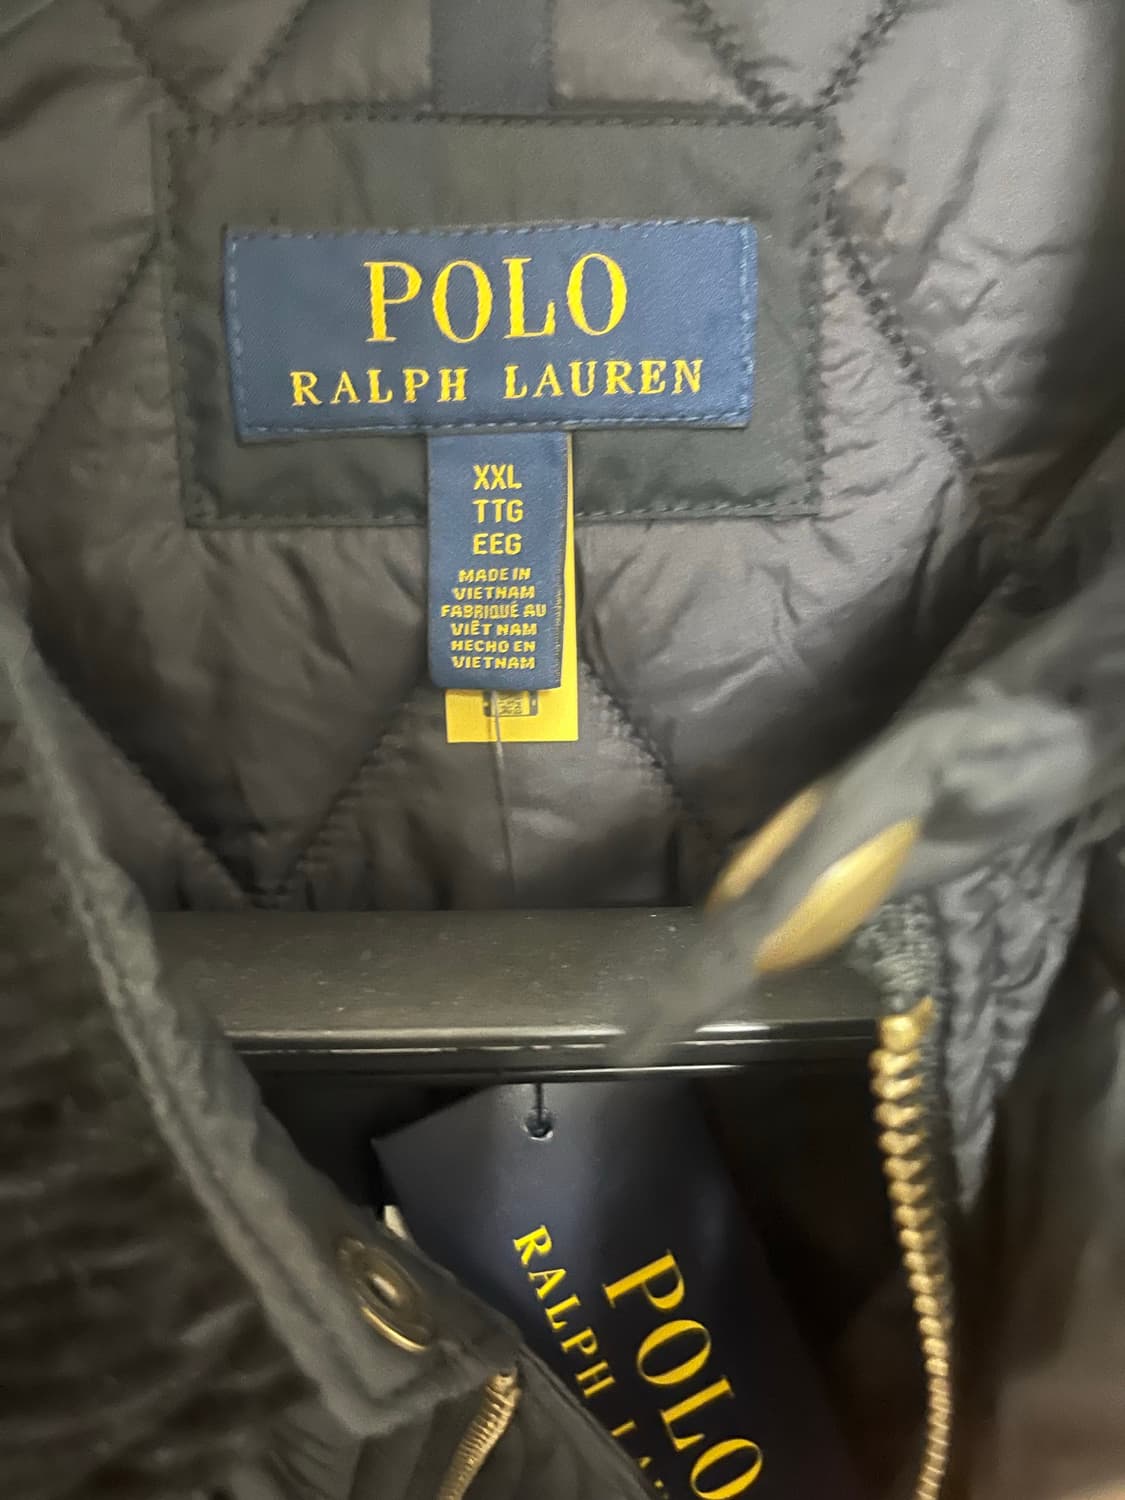 POLO
RALPH LAUREN
XXL
TTG
EEG
MADE IN
VIETNAM
FABRIQUÉ AU
VIÊT NAM
HECHO EN
VIETNAM
POLO
RALPH